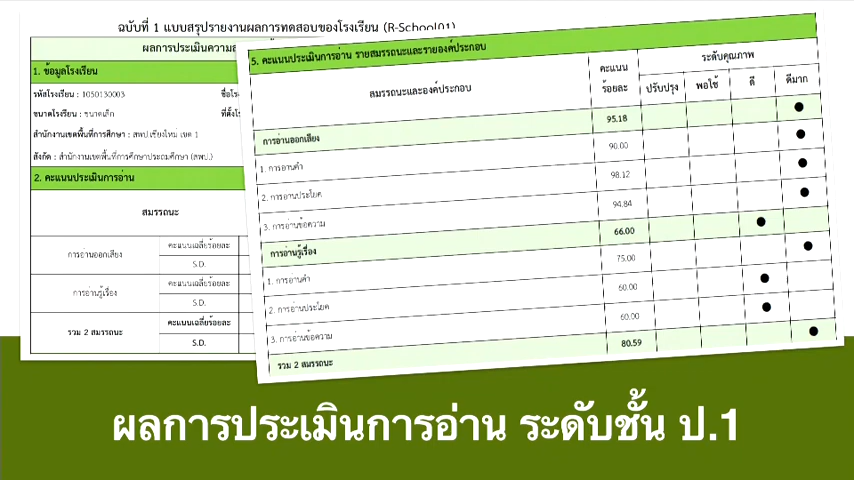 ฉบับที่ 1 แบบสรุปรายงานผลการทดสอบของโรงเรียน (R-School01)
ผลการประเมินความส
1. ข้อมูลโรงเรียน
รหัสโรงเรียน : 1050130003 ชื่อโร
ขนาดโรงเรียน : ขนาดเล็ก ที่ตั้งโ
สำนักงานเขตพื้นที่การศึกษา : สพป.เชียงใหม่ เขต 1
สังกัด : สำนักงานเขตพื้นที่การศึกษาประถมศึกษา (สพป.)
2. คะแนนประเมินการอ่าน
สมรรถนะ
การอ่านออกเสียง คะแนนเฉลี่ยร้อยละ
S.D.
การอ่านรู้เรื่อง คะแนนเฉลี่ยร้อยละ
S.D.
รวม 2 สมรรถนะ คะแนนเฉลี่ยร้อยละ
S.D.
5. คะแนนประเมินการอ่าน รายสมรรถนะและรายองค์ประกอบ
สมรรถนะและองค์ประกอบ คะแนนร้อยละ ระดับคุณภาพ
ปรับปรุง พอใช้ ดี ดีมาก
การอ่านออกเสียง 95.18 ●
1. การอ่านคำ 90.00 ●
2. การอ่านประโยค 98.12 ●
3. การอ่านข้อความ 94.84 ●
การอ่านรู้เรื่อง 66.00 ●
1. การอ่านคำ 75.00 ●
2. การอ่านประโยค 60.00 ●
3. การอ่านข้อความ 60.00 ●
รวม 2 สมรรถนะ 80.59 ●
ผลการประเมินการอ่าน ระดับชั้น ป.1